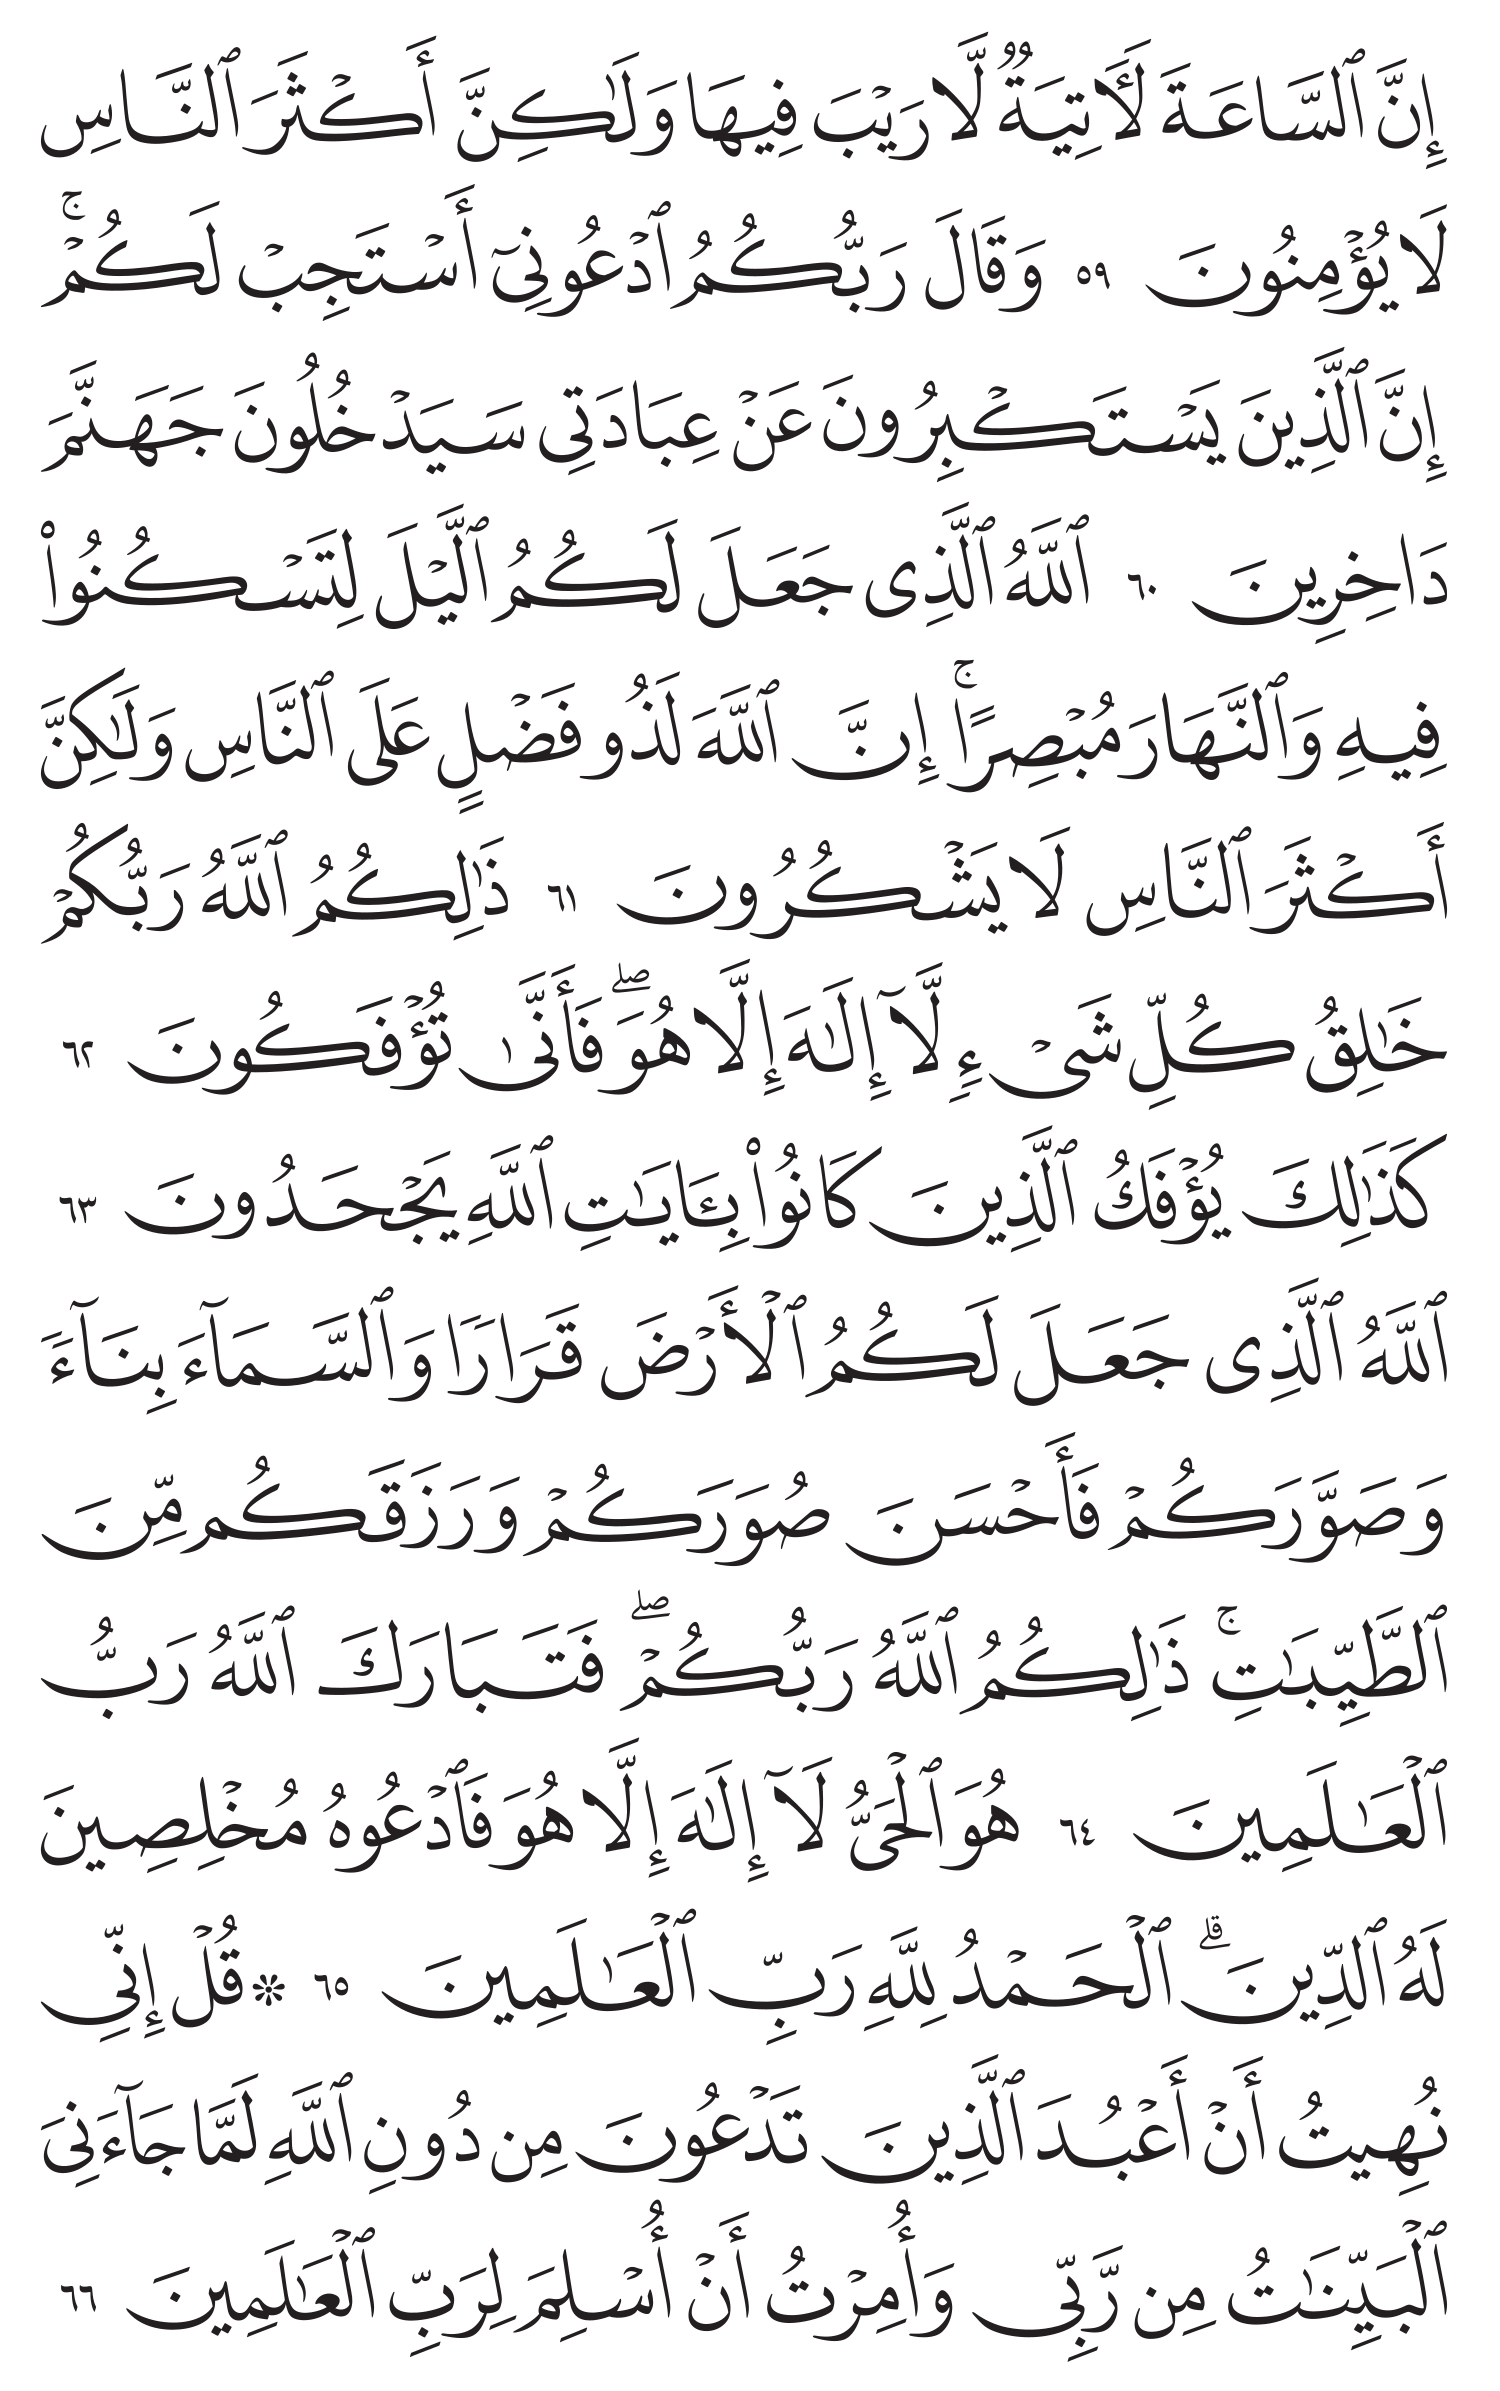 إِنَّ ٱلسَّاعَةَ لَأٓتِيَةٌۭ لَّا رَيْبَ فِيهَا وَلَٰكِنَّ أَكْثَرَ ٱلنَّاسِ
لَا يُؤْمِنُونَ ٥٩ وَقَالَ رَبُّكُمُ ٱدْعُونِىٓ أَسْتَجِبْ لَكُمْ ۚ
إِنَّ ٱلَّذِينَ يَسْتَكْبِرُونَ عَنْ عِبَادَتِى سَيَدْخُلُونَ جَهَنَّمَ
دَاخِرِينَ ٦٠ ٱللَّهُ ٱلَّذِى جَعَلَ لَكُمُ ٱلَّيْلَ لِتَسْكُنُوا۟
فِيهِ وَٱلنَّهَارَ مُبْصِرًا ۚ إِنَّ ٱللَّهَ لَذُو فَضْلٍ عَلَى ٱلنَّاسِ وَلَٰكِنَّ
أَكْثَرَ ٱلنَّاسِ لَا يَشْكُرُونَ ٦١ ذَٰلِكُمُ ٱللَّهُ رَبُّكُمْ
خَٰلِقُ كُلِّ شَىْءٍۢ لَّآ إِلَٰهَ إِلَّا هُوَ ۖ فَأَنَّىٰ تُؤْفَكُونَ ٦٢
كَذَٰلِكَ يُؤْفَكُ ٱلَّذِينَ كَانُوا۟ بِـَٔايَٰتِ ٱللَّهِ يَجْحَدُونَ ٦٣
ٱللَّهُ ٱلَّذِى جَعَلَ لَكُمُ ٱلْأَرْضَ قَرَارًۭا وَٱلسَّمَآءَ بِنَآءًۭ
وَصَوَّرَكُمْ فَأَحْسَنَ صُوَرَكُمْ وَرَزَقَكُم مِّنَ
ٱلطَّيِّبَٰتِ ۚ ذَٰلِكُمُ ٱللَّهُ رَبُّكُمْ ۖ فَتَبَارَكَ ٱللَّهُ رَبُّ
ٱلْعَٰلَمِينَ ٦٤ هُوَ ٱلْحَىُّ لَآ إِلَٰهَ إِلَّا هُوَ فَٱدْعُوهُ مُخْلِصِينَ
لَهُ ٱلدِّينَ ۗ ٱلْحَمْدُ لِلَّهِ رَبِّ ٱلْعَٰلَمِينَ ٦٥ ❊ قُلْ إِنِّى
نُهِيتُ أَنْ أَعْبُدَ ٱلَّذِينَ تَدْعُونَ مِن دُونِ ٱللَّهِ لَمَّا جَآءَنِىَ
ٱلْبَيِّنَٰتُ مِن رَّبِّى وَأُمِرْتُ أَنْ أُسْلِمَ لِرَبِّ ٱلْعَٰلَمِينَ ٦٦